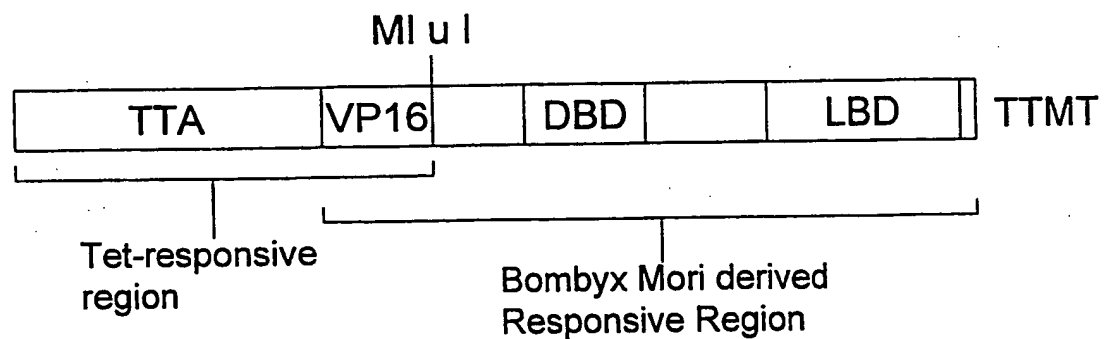 Ml u I
TTA VP16 DBD LBD TTMT
Tet-responsive
region
Bombyx Mori derived
Responsive Region